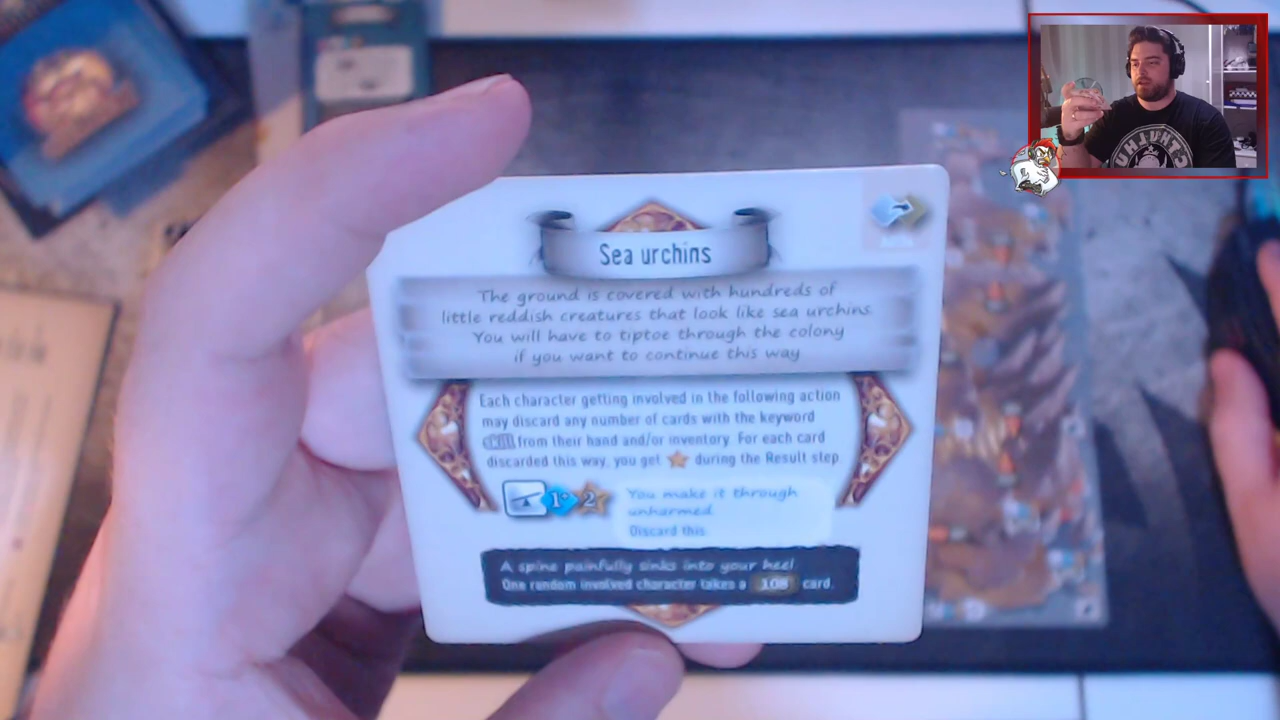 Sea urchins
The ground is covered with hundreds of
little reddish creatures that look like sea urchins.
You will have to tiptoe through the colony
if you want to continue this way
Each character getting involved in the following action
may discard any number of cards with the keyword
skill from their hand and/or inventory. For each card
discarded this way, you get during the Result step
1+ 2
You make it through
unharmed.
Discard this.
A spine painfully sinks into your heel.
One random involved character takes a 108 card.
CTHULHU